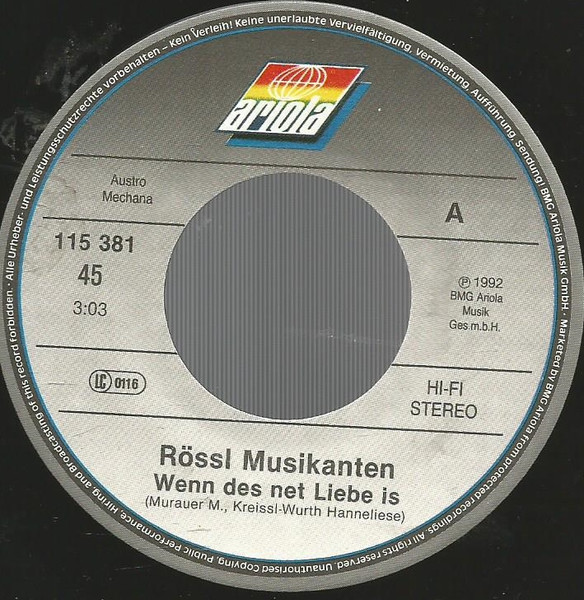 · Alle Urheber- und Leistungsschutzrechte vorbehalten – Kein Verleih! Keine unerlaubte Vervielfältigung, Vermietung, Aufführung, Sendung! BMG Ariola Musik GmbH. · Marketed by BMG Ariola from protected recordings. All rights reserved. Unauthorised Copying, Public Performance, Hiring, and Broadcasting of this record forbidden.
ariola
Austro
Mechana
A
115 381
45
3:03
℗ 1992
BMG Ariola
Musik
Ges.m.b.H.
LC 0116
HI-FI
STEREO
Rössl Musikanten
Wenn des net Liebe is
(Murauer M., Kreissl-Wurth Hanneliese)